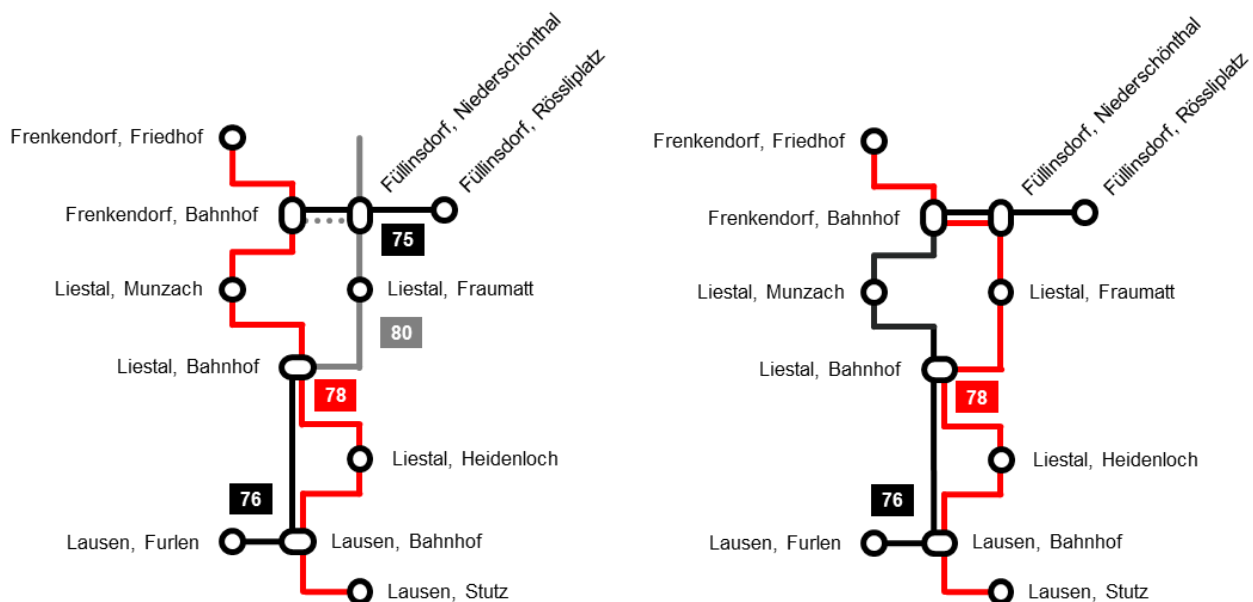 Füllinsdorf, Niederschönthal
Füllinsdorf, Rössliplatz
Frenkendorf, Friedhof
Frenkendorf, Bahnhof
75
Liestal, Munzach
Liestal, Fraumatt
80
Liestal, Bahnhof
78
Liestal, Heidenloch
76
Lausen, Furlen
Lausen, Bahnhof
Lausen, Stutz
Füllinsdorf, Niederschönthal
Füllinsdorf, Rössliplatz
Frenkendorf, Friedhof
Frenkendorf, Bahnhof
Liestal, Munzach
Liestal, Fraumatt
Liestal, Bahnhof
78
Liestal, Heidenloch
76
Lausen, Furlen
Lausen, Bahnhof
Lausen, Stutz